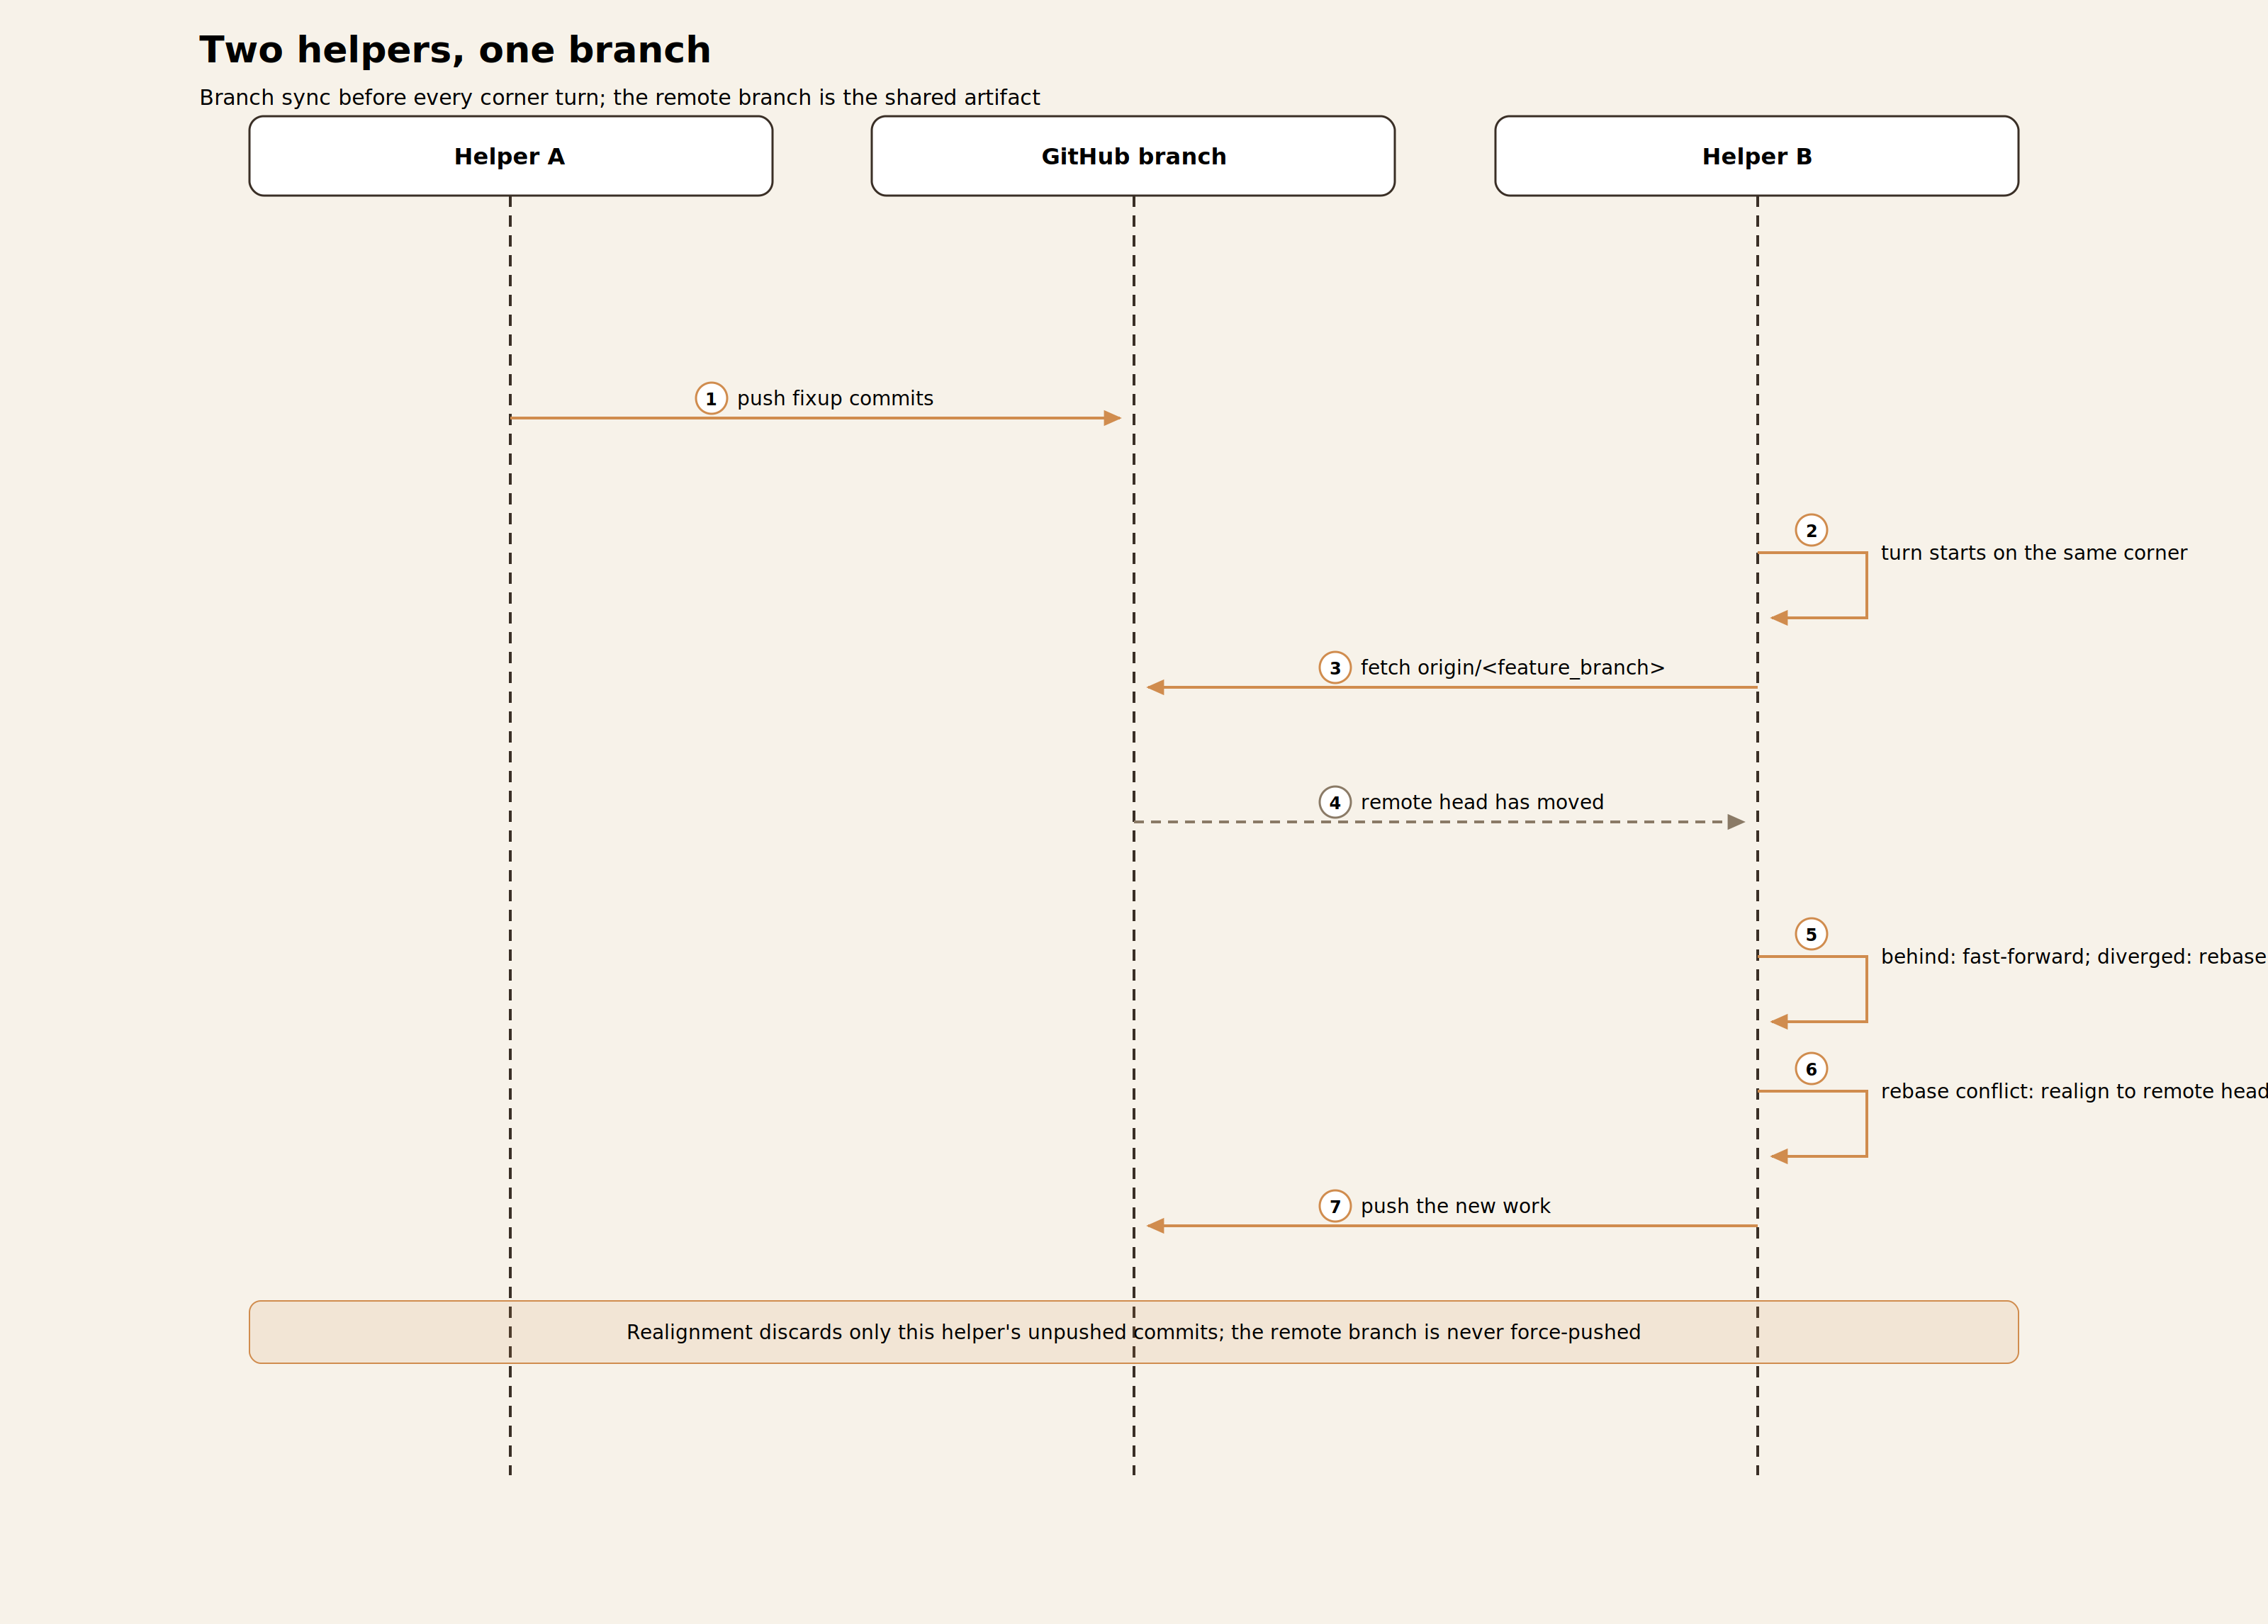 Two helpers, one branch
Branch sync before every corner turn; the remote branch is the shared artifact
Helper A
GitHub branch
Helper B
1 push fixup commits
2
turn starts on the same corner
3 fetch origin/<feature_branch>
4 remote head has moved
5
behind: fast-forward; diverged: rebase
6
rebase conflict: realign to remote head
7 push the new work
Realignment discards only this helper's unpushed commits; the remote branch is never force-pushed